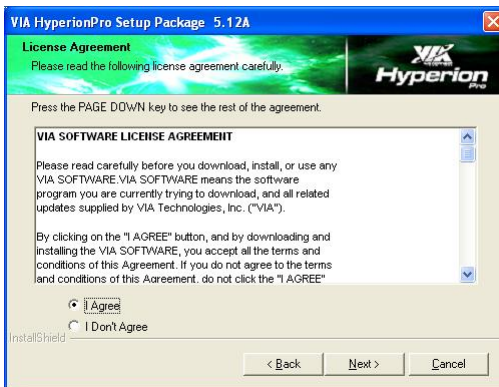 VIA HyperionPro Setup Package 5.12A
License Agreement
Please read the following license agreement carefully.
VIA
Hyperion
Pro
Press the PAGE DOWN key to see the rest of the agreement.
VIA SOFTWARE LICENSE AGREEMENT
Please read carefully before you download, install, or use any
VIA SOFTWARE.VIA SOFTWARE means the software
program you are currently trying to download, and all related
updates supplied by VIA Technologies, Inc. ("VIA").
By clicking on the "I AGREE" button, and by downloading and
installing the VIA SOFTWARE, you accept all the terms and
conditions of this Agreement. If you do not agree to the terms
and conditions of this Agreement, do not click the "I AGREE"
I Agree
I Don't Agree
InstallShield
< Back
Next >
Cancel